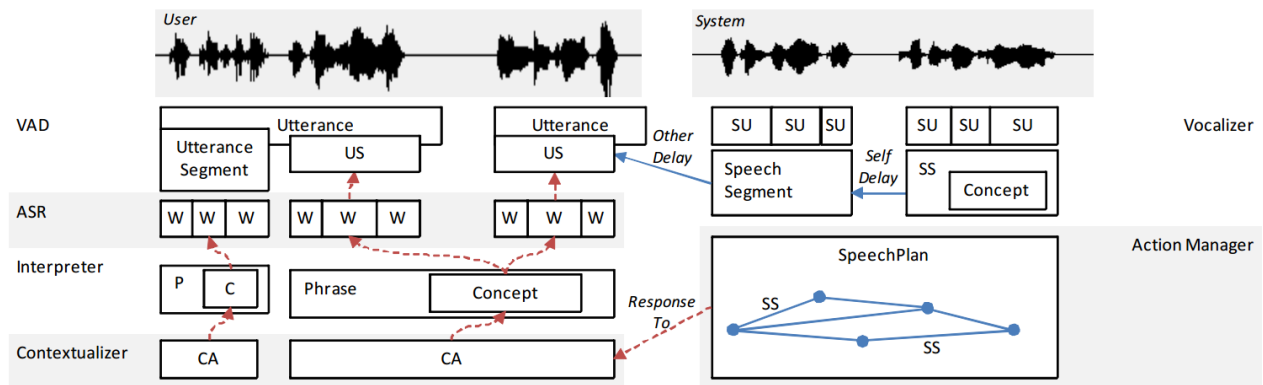 User
System
VAD
Utterance
Utterance
Utterance
Segment
US
US
Other
Delay
SU
SU
SU
SU
SU
SU
Vocalizer
Speech
Segment
Self
Delay
SS
Concept
ASR
W
W
W
W
W
W
W
W
W
Action Manager
SpeechPlan
SS
SS
Interpreter
P
C
Phrase
Concept
Response
To
Contextualizer
CA
CA